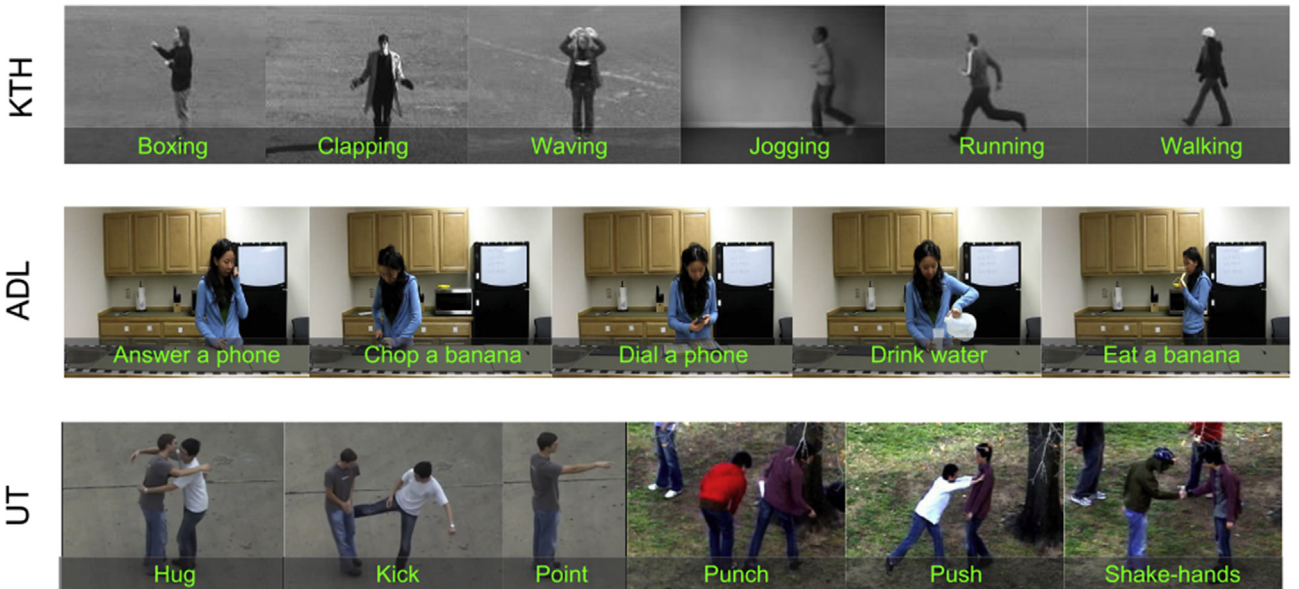 KTH
Boxing
Clapping
Waving
Jogging
Running
Walking
ADL
Answer a phone
Chop a banana
Dial a phone
Drink water
Eat a banana
UT
Hug
Kick
Point
Punch
Push
Shake-hands